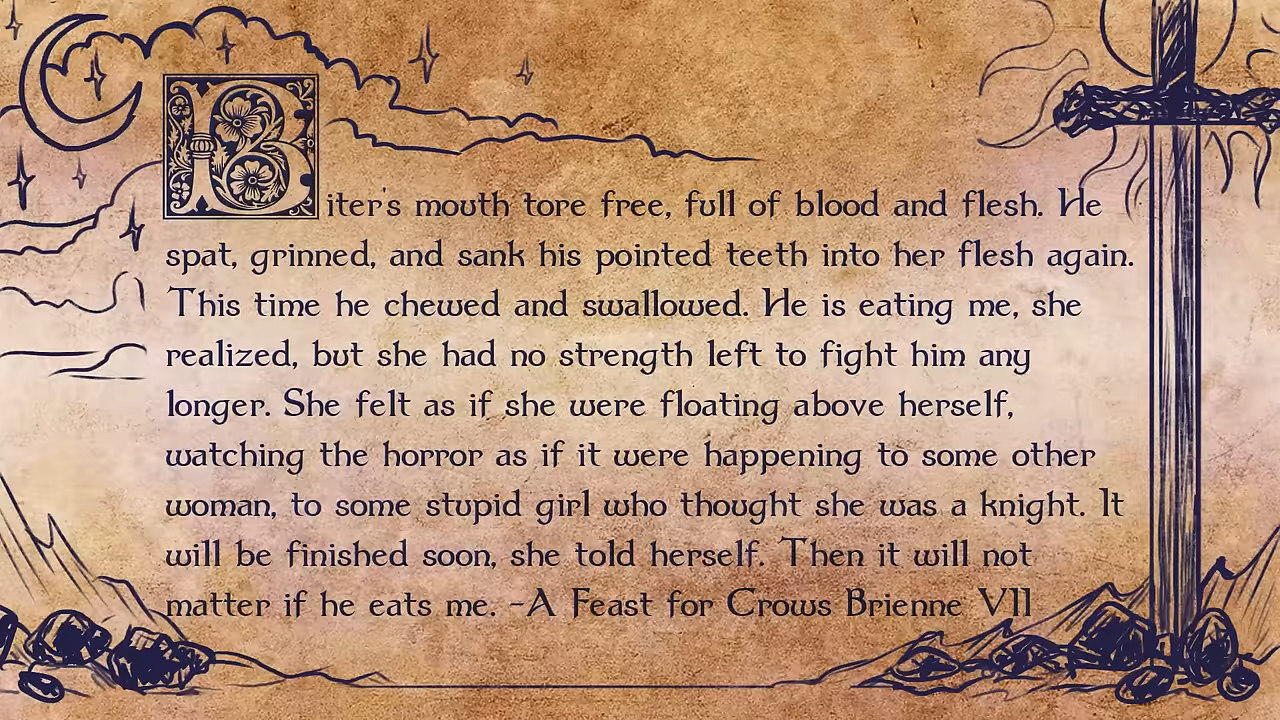 Biter's mouth tore free, full of blood and flesh. He
spat, grinned, and sank his pointed teeth into her flesh again.
This time he chewed and swallowed. He is eating me, she
realized, but she had no strength left to fight him any
longer. She felt as if she were floating above herself,
watching the horror as if it were happening to some other
woman, to some stupid girl who thought she was a knight. It
will be finished soon, she told herself. Then it will not
matter if he eats me. -A Feast for Crows Brienne VII